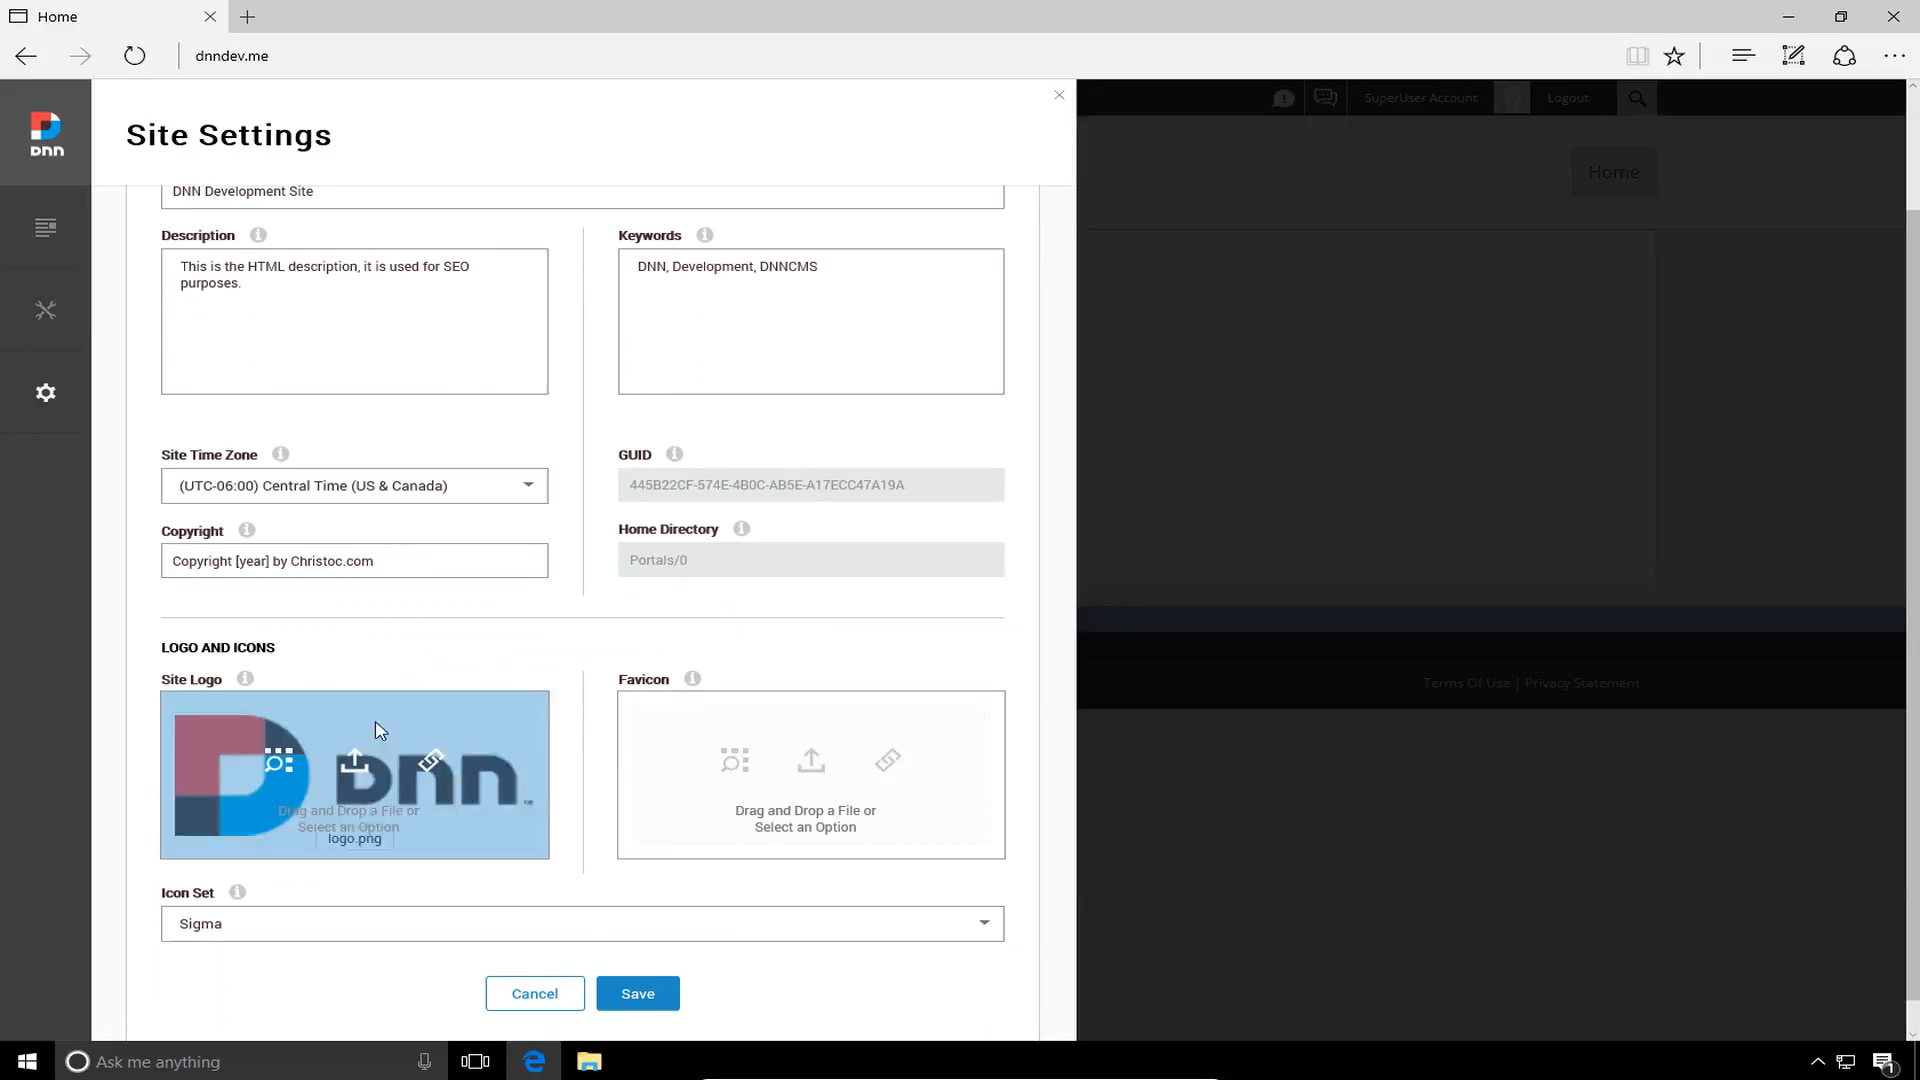 Home
dnndev.me
DNN
Site Settings
SuperUser Account
Logout
Home
DNN Development Site
Description
Keywords
This is the HTML description, it is used for SEO
purposes.
DNN, Development, DNNCMS
Site Time Zone
GUID
(UTC-06:00) Central Time (US & Canada)
445B22CF-574E-4B0C-AB5E-A17ECC47A19A
Copyright
Home Directory
Copyright [year] by Christoc.com
Portals/0
LOGO AND ICONS
Site Logo
Favicon
Dnn
Drag and Drop a File or
Select an Option
logo.png
Drag and Drop a File or
Select an Option
Terms Of Use | Privacy Statement
Icon Set
Sigma
Cancel
Save
Ask me anything
1